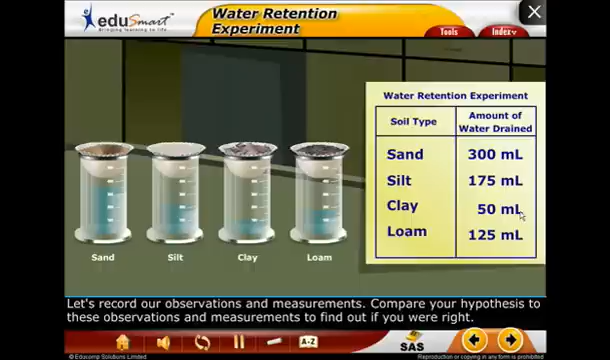 eduSmart
Bringing learning to life
Water Retention
Experiment
Tools
Index
Water Retention Experiment
Soil Type
Amount of
Water Drained
Sand 300 mL
Silt 175 mL
Clay 50 mL
Loam 125 mL
Sand Silt Clay Loam
Let's record our observations and measurements. Compare your hypothesis to
these observations and measurements to find out if you were right.
A-Z
SAS
© Educomp Solutions Limited
Reproduction or copying in any form is prohibited